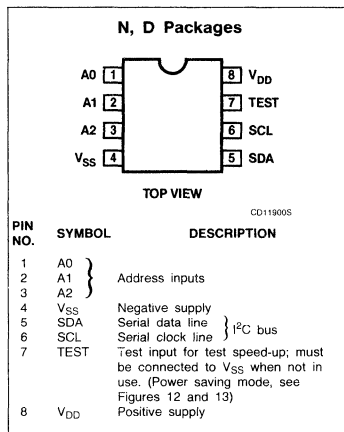 N, D Packages
A0 1 8 VDD
A1 2 7 TEST
A2 3 6 SCL
VSS 4 5 SDA
TOP VIEW
CD11900S
PIN NO. SYMBOL DESCRIPTION
1 A0
2 A1 Address inputs
3 A2
4 VSS Negative supply
5 SDA Serial data line
6 SCL Serial clock line
I²C bus
7 TEST Test input for test speed-up; must
be connected to VSS when not in
use. (Power saving mode, see
Figures 12 and 13)
8 VDD Positive supply